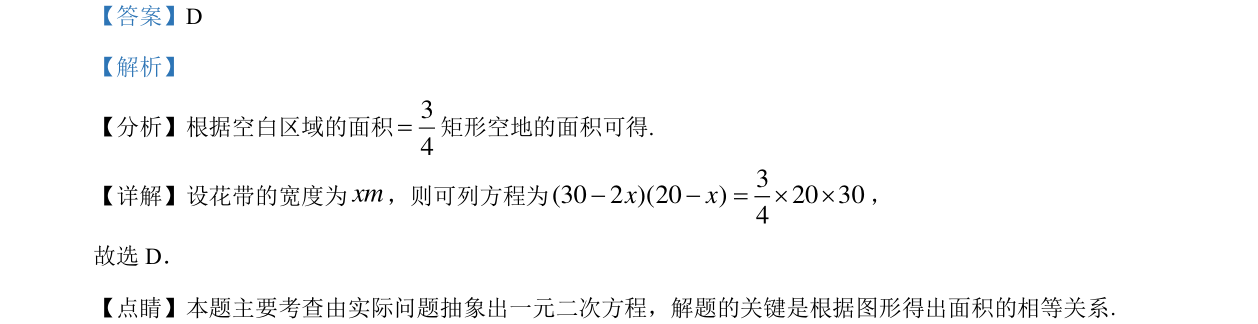 【答案】D
【解析】
【分析】根据空白区域的面积=3/4矩形空地的面积可得.
【详解】设花带的宽度为xm，则可列方程为(30−2x)(20−x)=3/4×20×30，
故选 D.
【点睛】本题主要考查由实际问题抽象出一元二次方程，解题的关键是根据图形得出面积的相等关系.